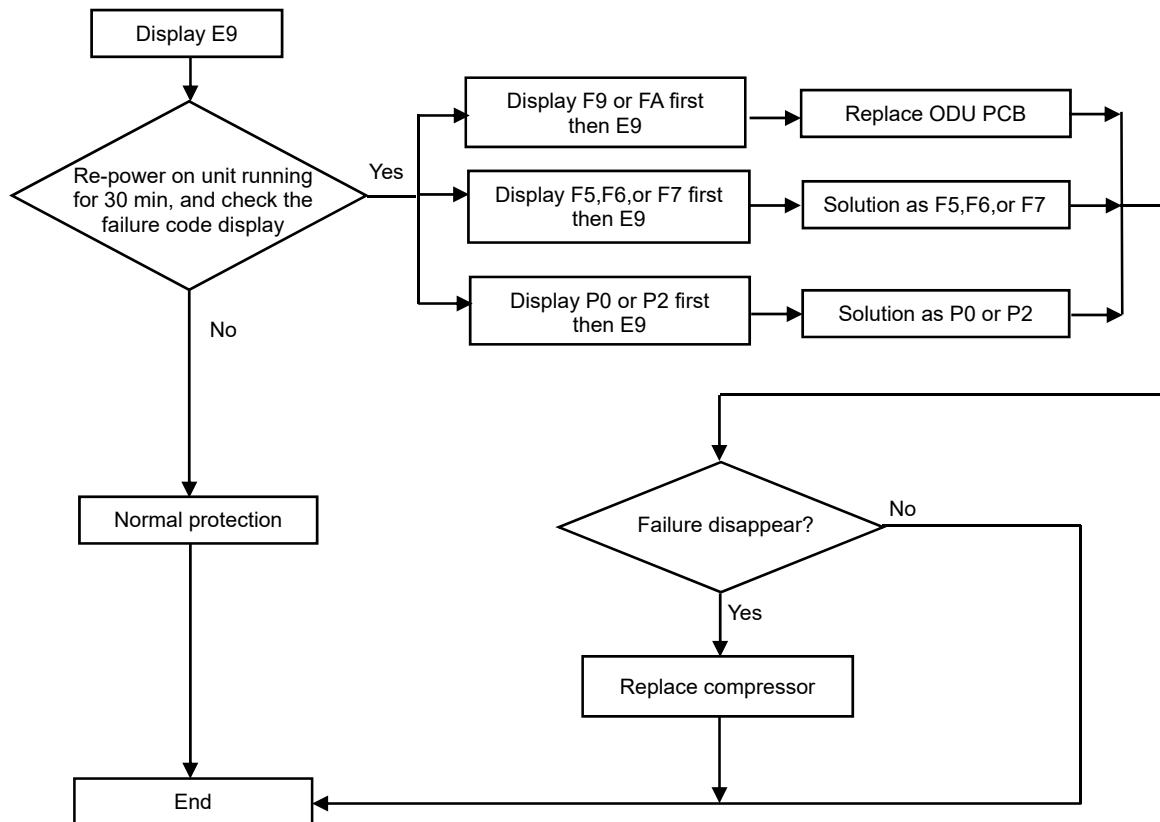 Display E9
Re-power on unit running
for 30 min, and check the
failure code display
Yes
No
Display F9 or FA first
then E9
Replace ODU PCB
Display F5,F6,or F7 first
then E9
Solution as F5,F6,or F7
Display P0 or P2 first
then E9
Solution as P0 or P2
Normal protection
Failure disappear?
No
Yes
Replace compressor
End